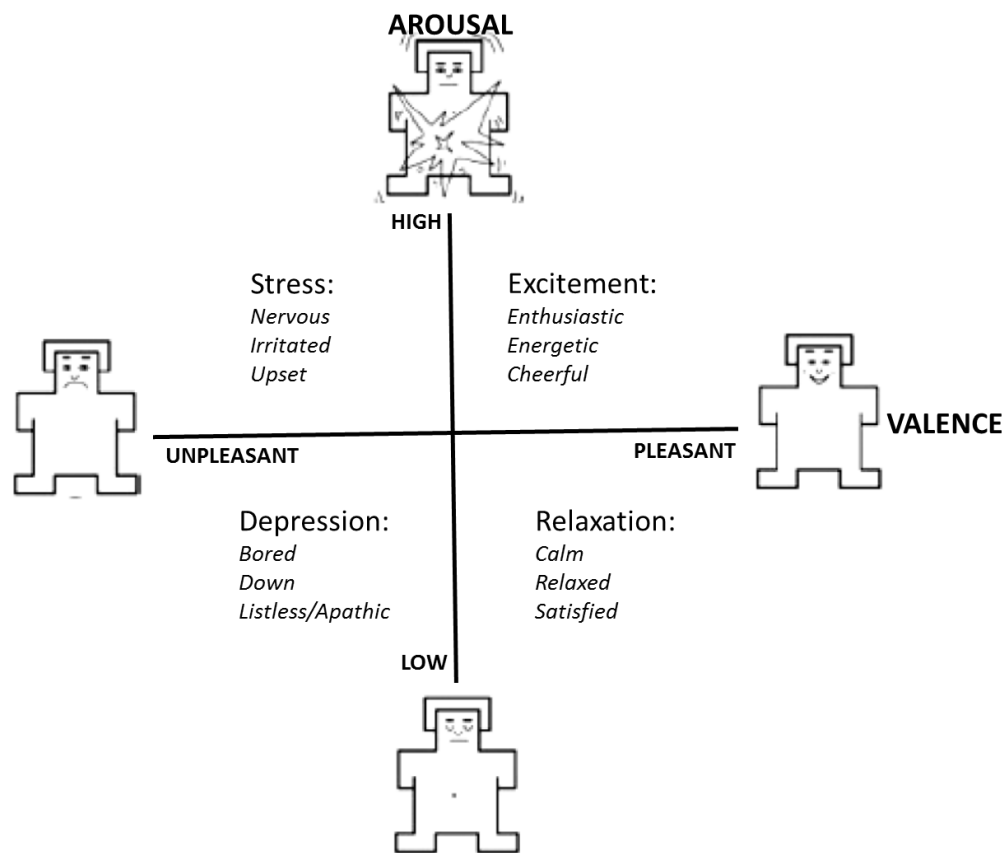 AROUSAL
HIGH
Stress:
Nervous
Irritated
Upset
Excitement:
Enthusiastic
Energetic
Cheerful
VALENCE
UNPLEASANT
PLEASANT
Depression:
Bored
Down
Listless/Apathic
Relaxation:
Calm
Relaxed
Satisfied
LOW